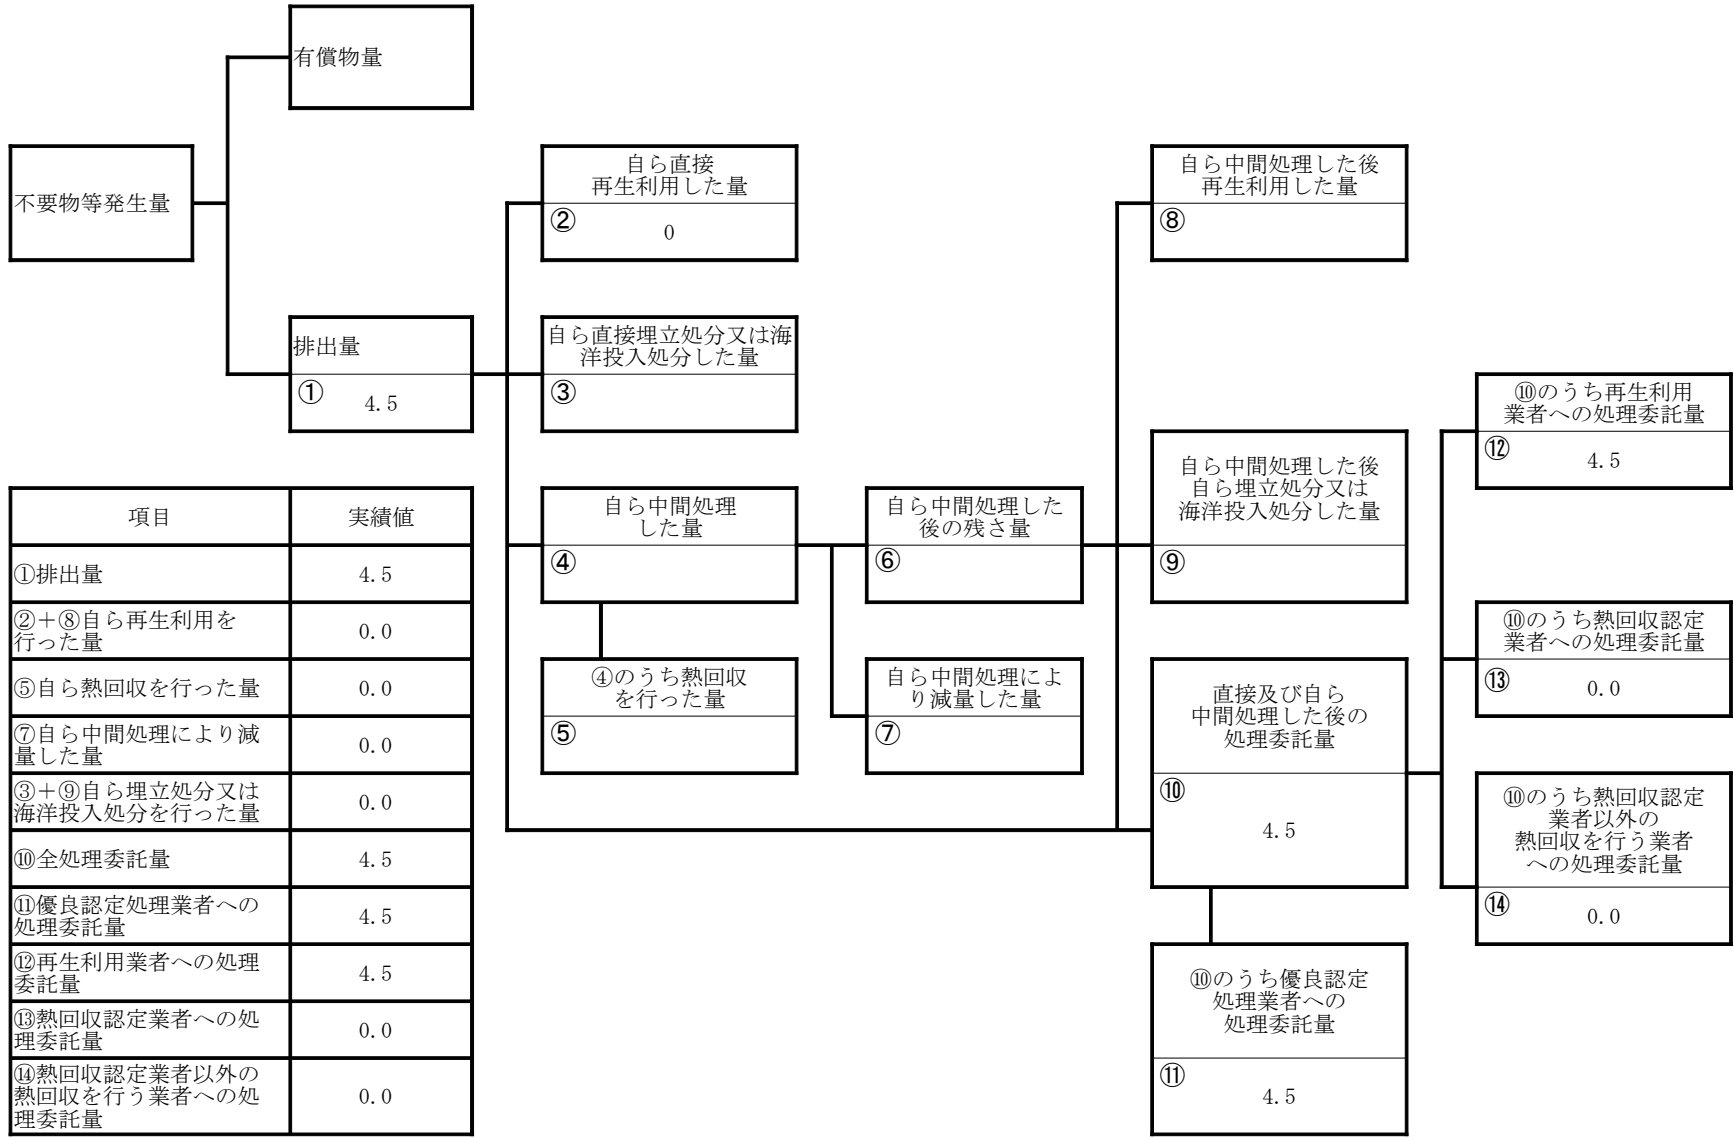 有償物量
不要物等発生量
排出量
①
4.5
自ら直接
再生利用した量
②
0
自ら直接埋立処分又は海
洋投入処分した量
③
自ら中間処理
した量
④
④のうち熱回収
を行った量
⑤
自ら中間処理した
後の残さ量
⑥
自ら中間処理によ
り減量した量
⑦
自ら中間処理した後
再生利用した量
⑧
自ら中間処理した後
自ら埋立処分又は
海洋投入処分した量
⑨
直接及び自ら
中間処理した後の
処理委託量
⑩
4.5
⑩のうち優良認定
処理業者への
処理委託量
⑪
4.5
⑩のうち再生利用
業者への処理委託量
⑫
4.5
⑩のうち熱回収認定
業者への処理委託量
⑬
0.0
⑩のうち熱回収認定
業者以外の
熱回収を行う業者
への処理委託量
⑭
0.0
項目 実績値
①排出量 4.5
②＋⑧自ら再生利用を
行った量 0.0
⑤自ら熱回収を行った量 0.0
⑦自ら中間処理により減
量した量 0.0
③＋⑨自ら埋立処分又は
海洋投入処分を行った量 0.0
⑩全処理委託量 4.5
⑪優良認定処理業者への
処理委託量 4.5
⑫再生利用業者への処理
委託量 4.5
⑬熱回収認定業者への処
理委託量 0.0
⑭熱回収認定業者以外の
熱回収を行う業者への処
理委託量 0.0